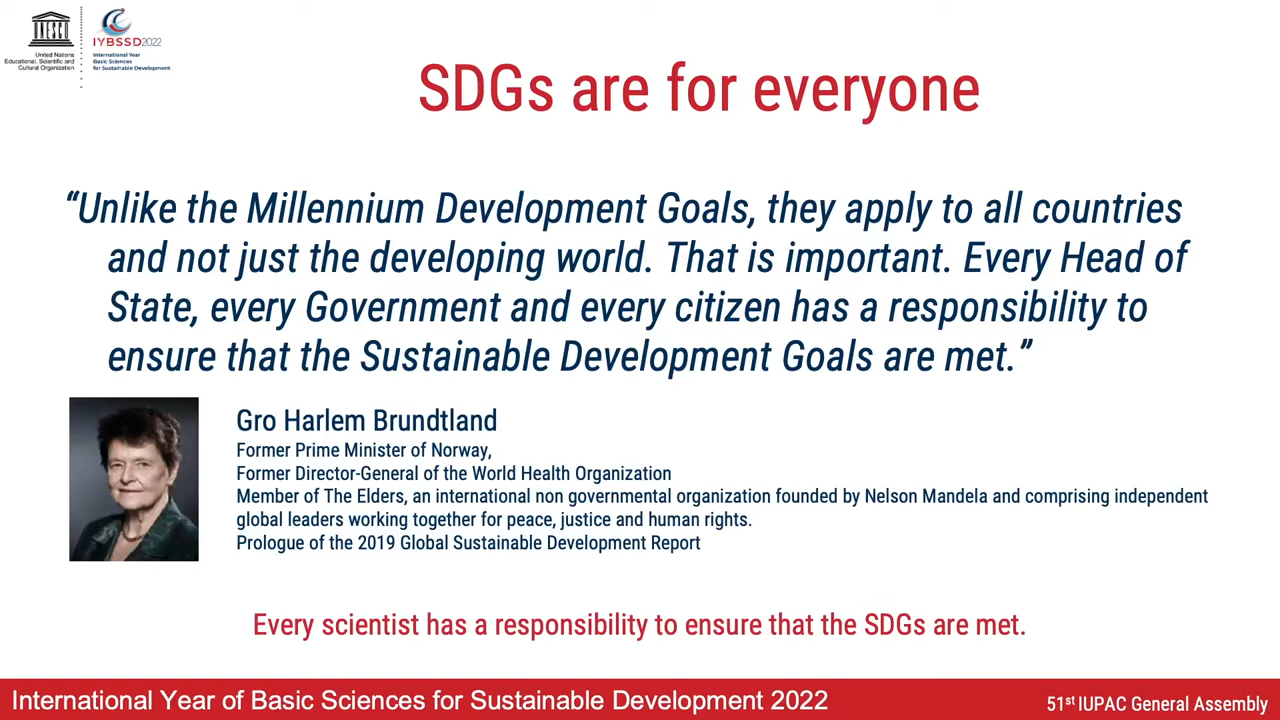 UNESCO
United Nations
Educational, Scientific and
Cultural Organization
IYBSSD2022
International Year
Basic Sciences
for Sustainable Development
SDGs are for everyone
“Unlike the Millennium Development Goals, they apply to all countries
and not just the developing world. That is important. Every Head of
State, every Government and every citizen has a responsibility to
ensure that the Sustainable Development Goals are met.”
Gro Harlem Brundtland
Former Prime Minister of Norway,
Former Director-General of the World Health Organization
Member of The Elders, an international non governmental organization founded by Nelson Mandela and comprising independent
global leaders working together for peace, justice and human rights.
Prologue of the 2019 Global Sustainable Development Report
Every scientist has a responsibility to ensure that the SDGs are met.
International Year of Basic Sciences for Sustainable Development 2022
51st IUPAC General Assembly